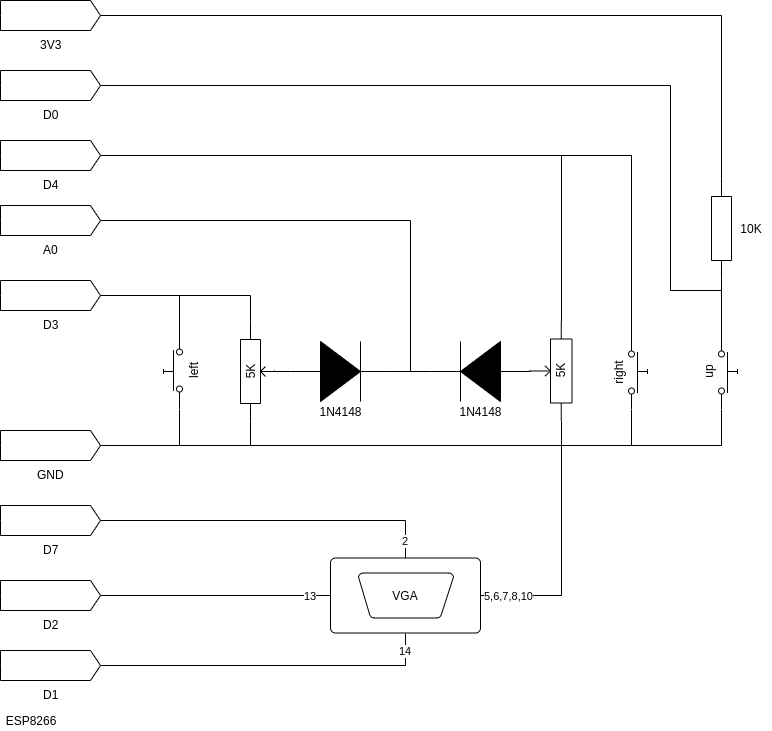 3V3
D0
D4
A0
10K
D3
left
5K
5K
right
up
1N4148
1N4148
GND
D7
2
13
VGA
5,6,7,8,10
D2
14
D1
ESP8266